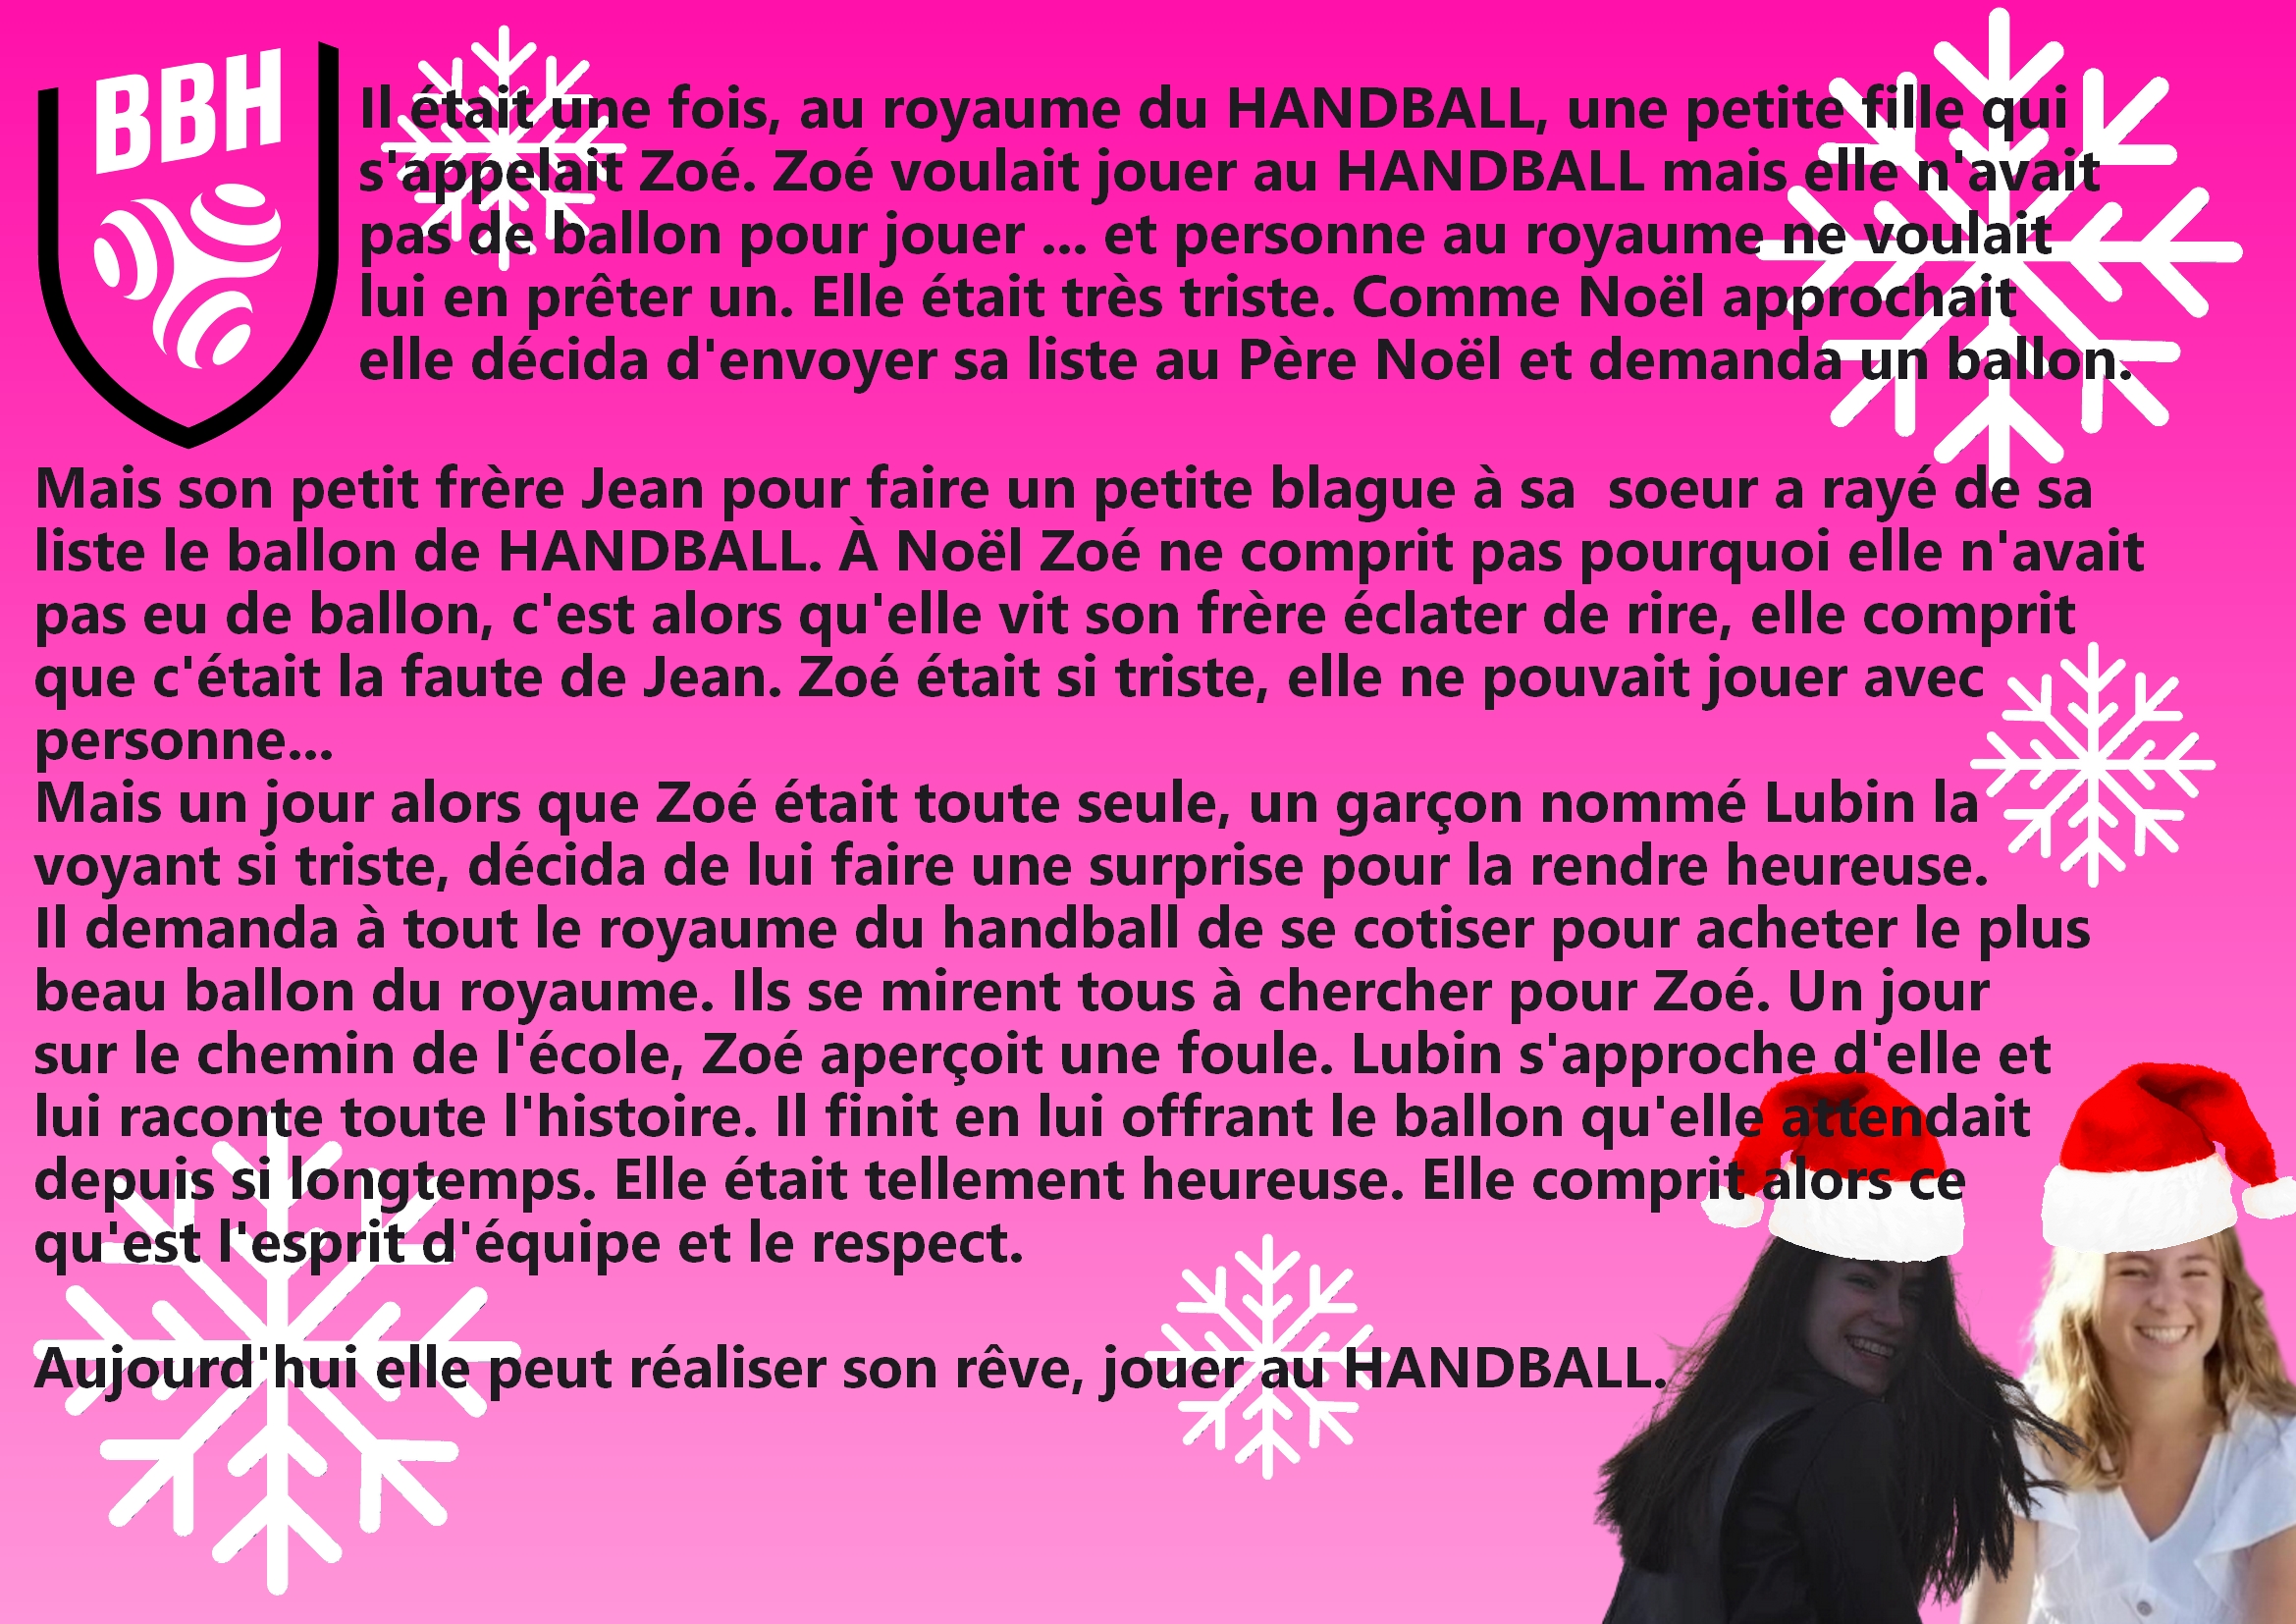 BBH
Il était une fois, au royaume du HANDBALL, une petite fille qui
s'appelait Zoé. Zoé voulait jouer au HANDBALL mais elle n'avait
pas de ballon pour jouer ... et personne au royaume ne voulait
lui en prêter un. Elle était très triste. Comme Noël approchait
elle décida d'envoyer sa liste au Père Noël et demanda un ballon.
Mais son petit frère Jean pour faire un petite blague à sa  soeur a rayé de sa
liste le ballon de HANDBALL. À Noël Zoé ne comprit pas pourquoi elle n'avait
pas eu de ballon, c'est alors qu'elle vit son frère éclater de rire, elle comprit
que c'était la faute de Jean. Zoé était si triste, elle ne pouvait jouer avec
personne...
Mais un jour alors que Zoé était toute seule, un garçon nommé Lubin la
voyant si triste, décida de lui faire une surprise pour la rendre heureuse.
Il demanda à tout le royaume du handball de se cotiser pour acheter le plus
beau ballon du royaume. Ils se mirent tous à chercher pour Zoé. Un jour
sur le chemin de l'école, Zoé aperçoit une foule. Lubin s'approche d'elle et
lui raconte toute l'histoire. Il finit en lui offrant le ballon qu'elle attendait
depuis si longtemps. Elle était tellement heureuse. Elle comprit alors ce
qu'est l'esprit d'équipe et le respect.
Aujourd'hui elle peut réaliser son rêve, jouer au HANDBALL.